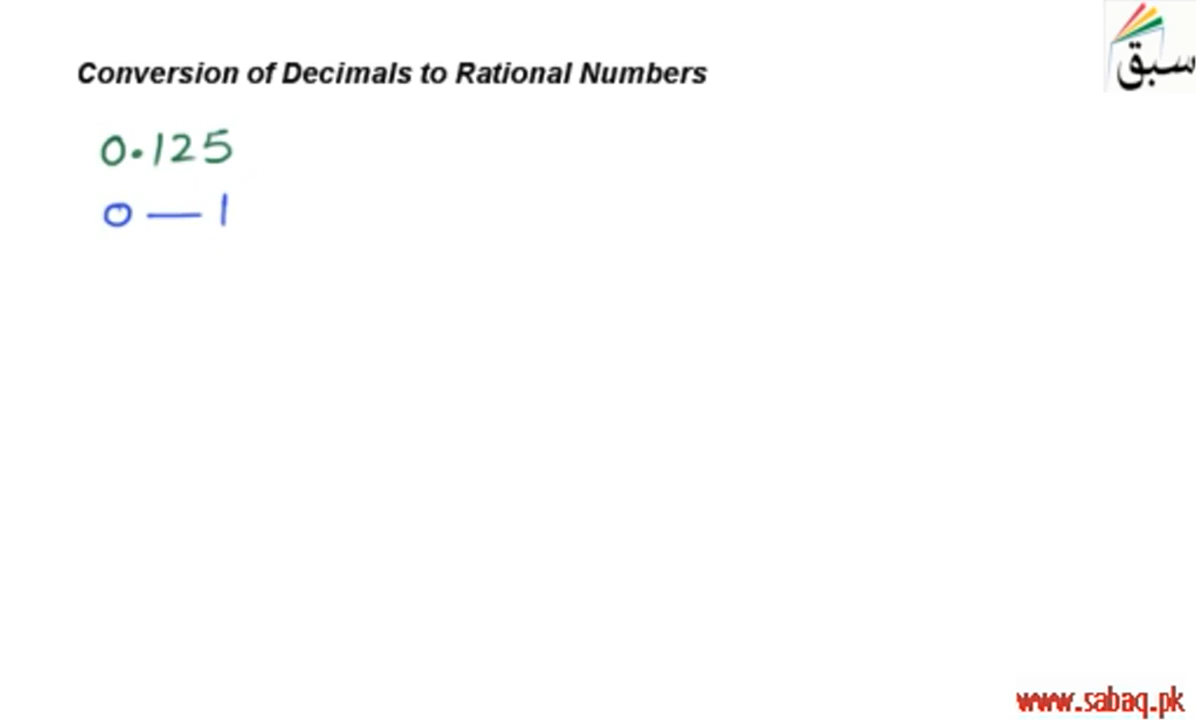 سبق
Conversion of Decimals to Rational Numbers
0.125
0 — 1
www.sabaq.pk